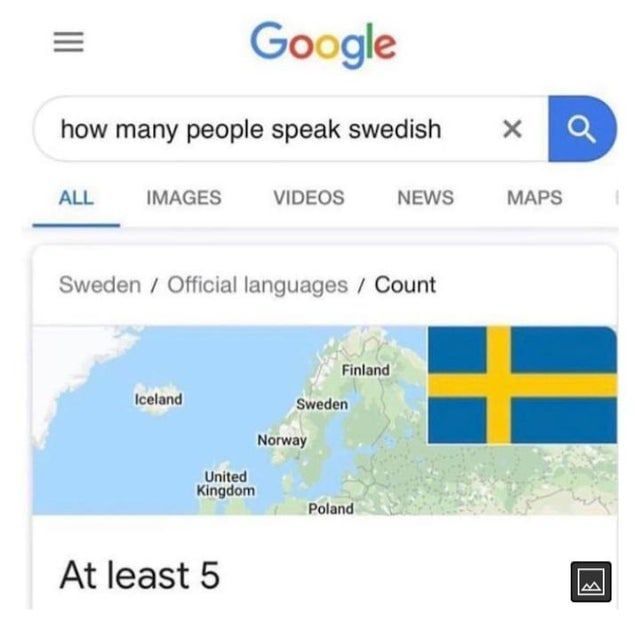 Google
how many people speak swedish
ALL IMAGES VIDEOS NEWS MAPS
Sweden / Official languages / Count
Finland
Iceland
Sweden
Norway
United
Kingdom
Poland
At least 5